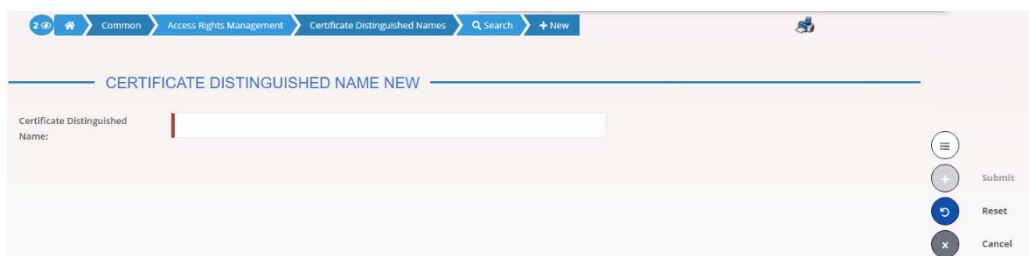 2 Common Access Rights Management Certificate Distinguished Names Search + New
CERTIFICATE DISTINGUISHED NAME NEW
Certificate Distinguished
Name:
Submit
Reset
Cancel